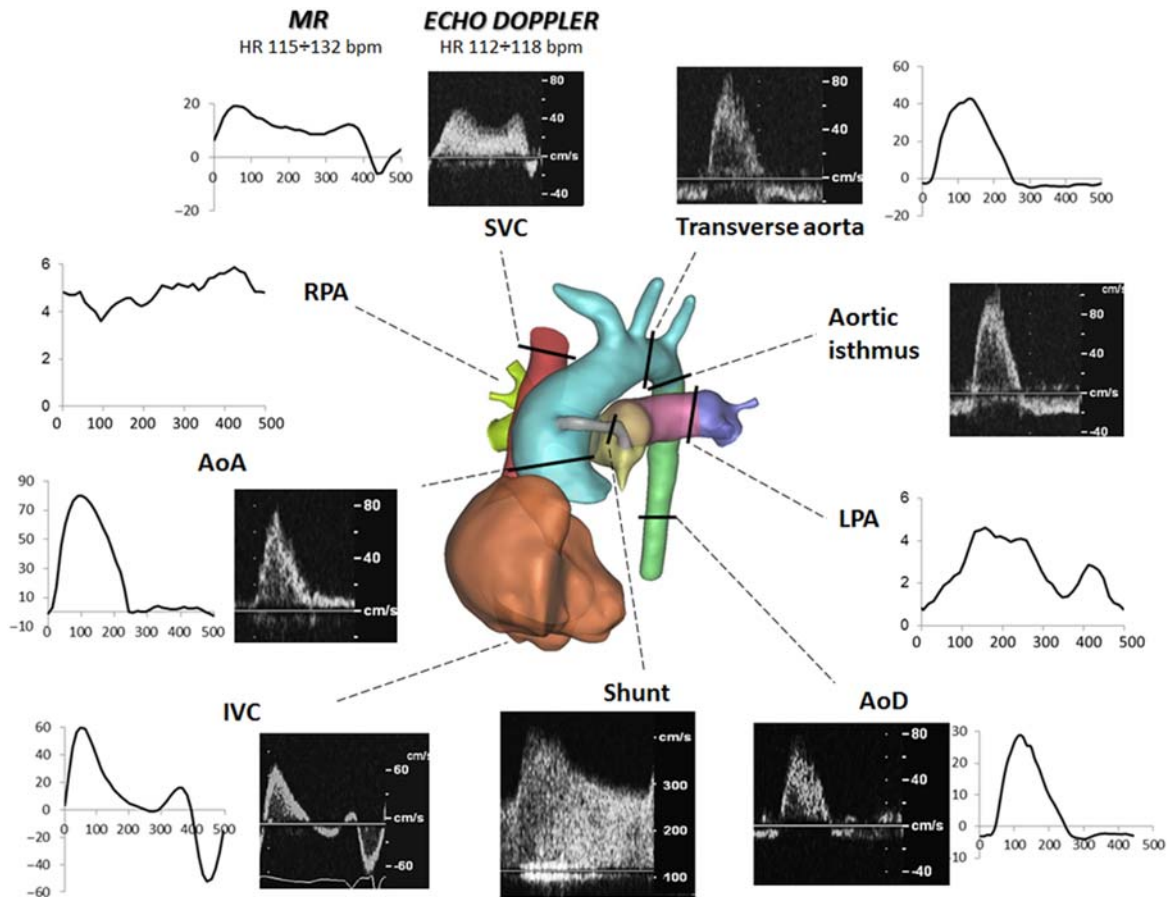 MR
HR 115÷132 bpm
ECHO DOPPLER
HR 112÷118 bpm
20
0
−20
0 100 200 300 400 500
80
40
cm/s
-40
SVC
80
40
cm/s
Transverse aorta
60
40
20
0
−20
0 100 200 300 400 500
6
4
2
0
0 100 200 300 400 500
RPA
Aortic
isthmus
cm/s
80
40
cm/s
-40
AoA
90
70
50
30
10
−10
0 100 200 300 400 500
80
40
cm/s
LPA
6
4
2
0
0 100 200 300 400 500
IVC
60
40
20
0
−20
−40
−60
0 100 200 300 400 500
cm/s
60
cm/s
-60
Shunt
cm/s
300
200
100
AoD
80
40
cm/s
-40
30
20
10
0
10
0 100 200 300 400 500